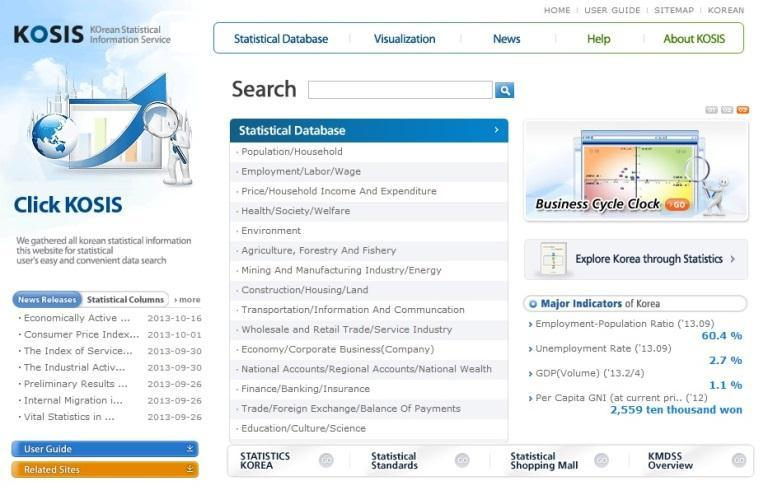 HOME | USER GUIDE | SITEMAP | KOREAN
KOSIS KOrean Statistical
Information Service
Statistical Database | Visualization | News | Help | About KOSIS
Click KOSIS
We gathered all korean statistical information
this website for statistical
user's easy and convenient data search
News Releases Statistical Columns › more
· Economically Active ... 2013-10-16
· Consumer Price Index... 2013-10-01
· The Index of Service... 2013-09-30
· The Industrial Activ... 2013-09-30
· Preliminary Results ... 2013-09-26
· Internal Migration i... 2013-09-26
· Vital Statistics in ... 2013-09-26
User Guide
Related Sites
Search
Statistical Database ›
· Population/Household
· Employment/Labor/Wage
· Price/Household Income And Expenditure
· Health/Society/Welfare
· Environment
· Agriculture, Forestry And Fishery
· Mining And Manufacturing Industry/Energy
· Construction/Housing/Land
· Transportation/Information And Communcation
· Wholesale and Retail Trade/Service Industry
· Economy/Corporate Business(Company)
· National Accounts/Regional Accounts/National Wealth
· Finance/Banking/Insurance
· Trade/Foreign Exchange/Balance Of Payments
· Education/Culture/Science
01 02 03
Business Cycle Clock GO
Explore Korea through Statistics ›
Major Indicators of Korea
› Employment-Population Ratio ('13.09)
60.4 %
› Unemployment Rate ('13.09)
2.7 %
› GDP(Volume) ('13.2/4)
1.1 %
› Per Capita GNI (at current pri.. ('12)
2,559 ten thousand won
STATISTICS
KOREA GO
Statistical
Standards GO
Statistical
Shopping Mall GO
KMDSS
Overview GO